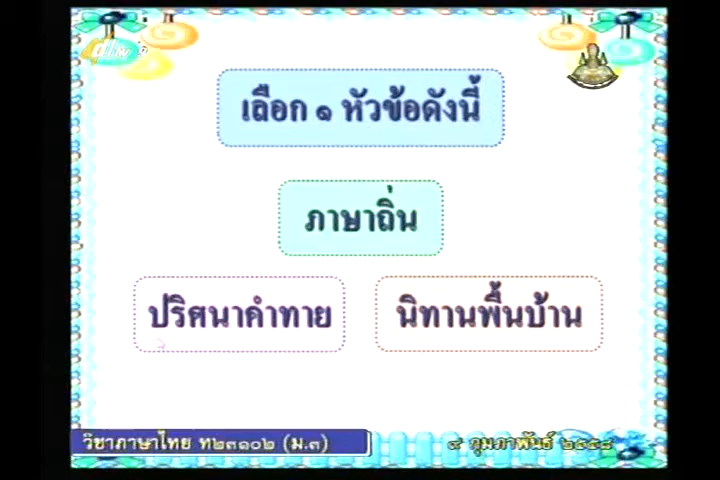 เลือก ๑ หัวข้อดังนี้
ภาษาถิ่น
ปริศนาคำทาย
นิทานพื้นบ้าน
วิชาภาษาไทย ท๒๓๑๐๒ (ม.๓)
๙ กุมภาพันธ์ ๒๕๕๘